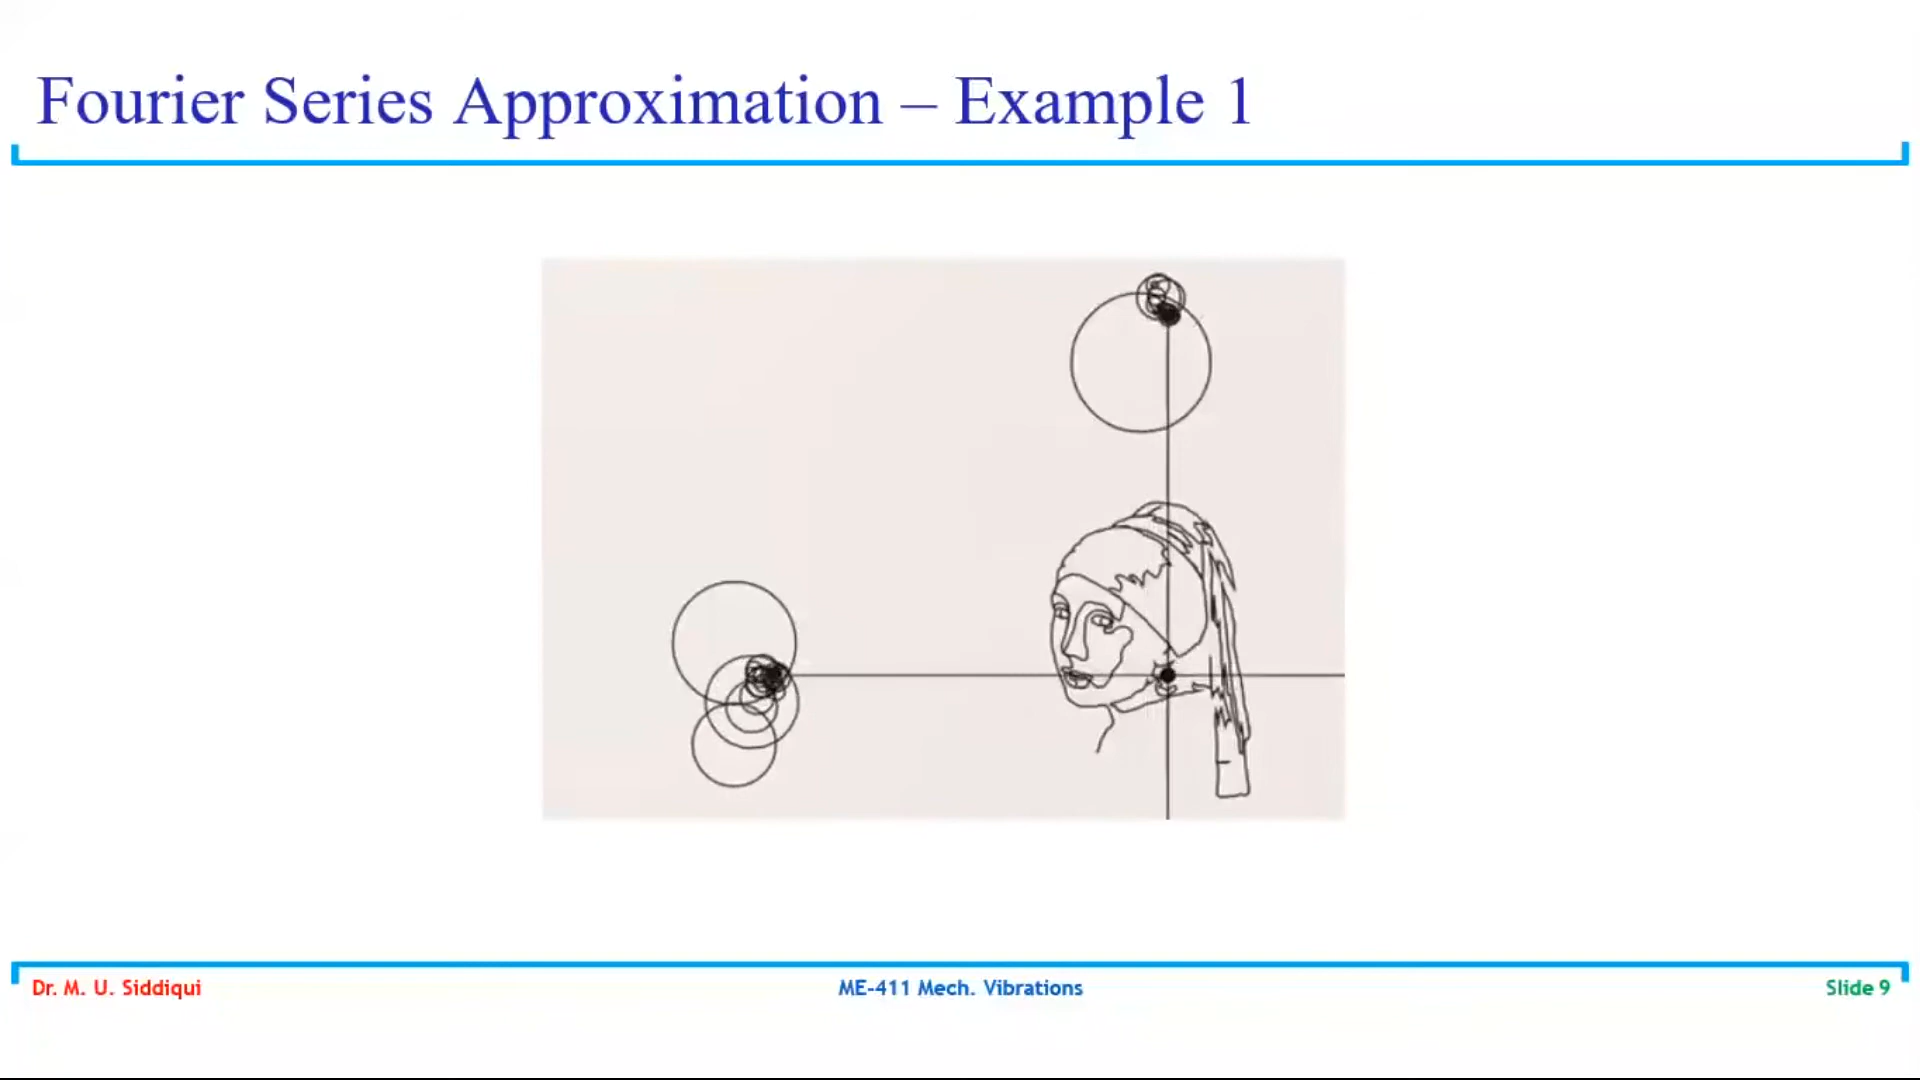 Fourier Series Approximation – Example 1
Dr. M. U. Siddiqui
ME-411 Mech. Vibrations
Slide 9